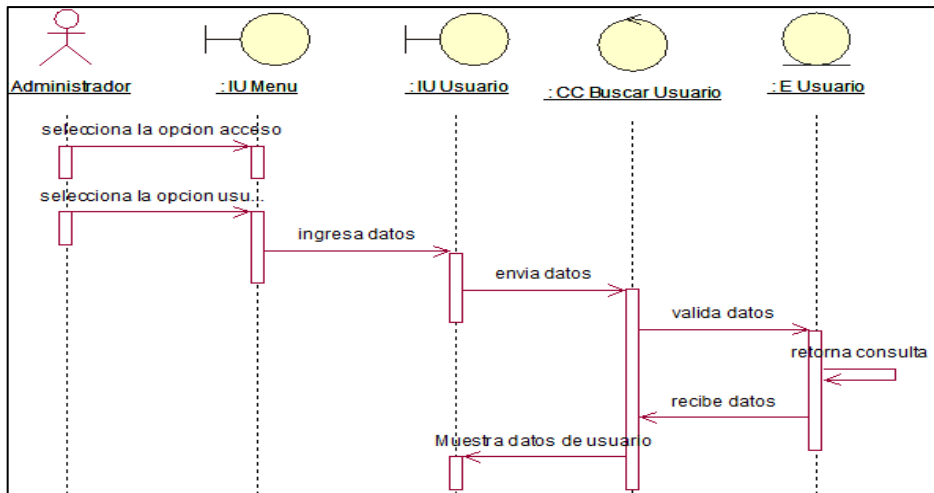 Administrador
: IU Menu
: IU Usuario
: CC Buscar Usuario
: E Usuario
selecciona la opcion acceso
selecciona la opcion usu...
ingresa datos
envia datos
valida datos
retorna consulta
recibe datos
Muestra datos de usuario